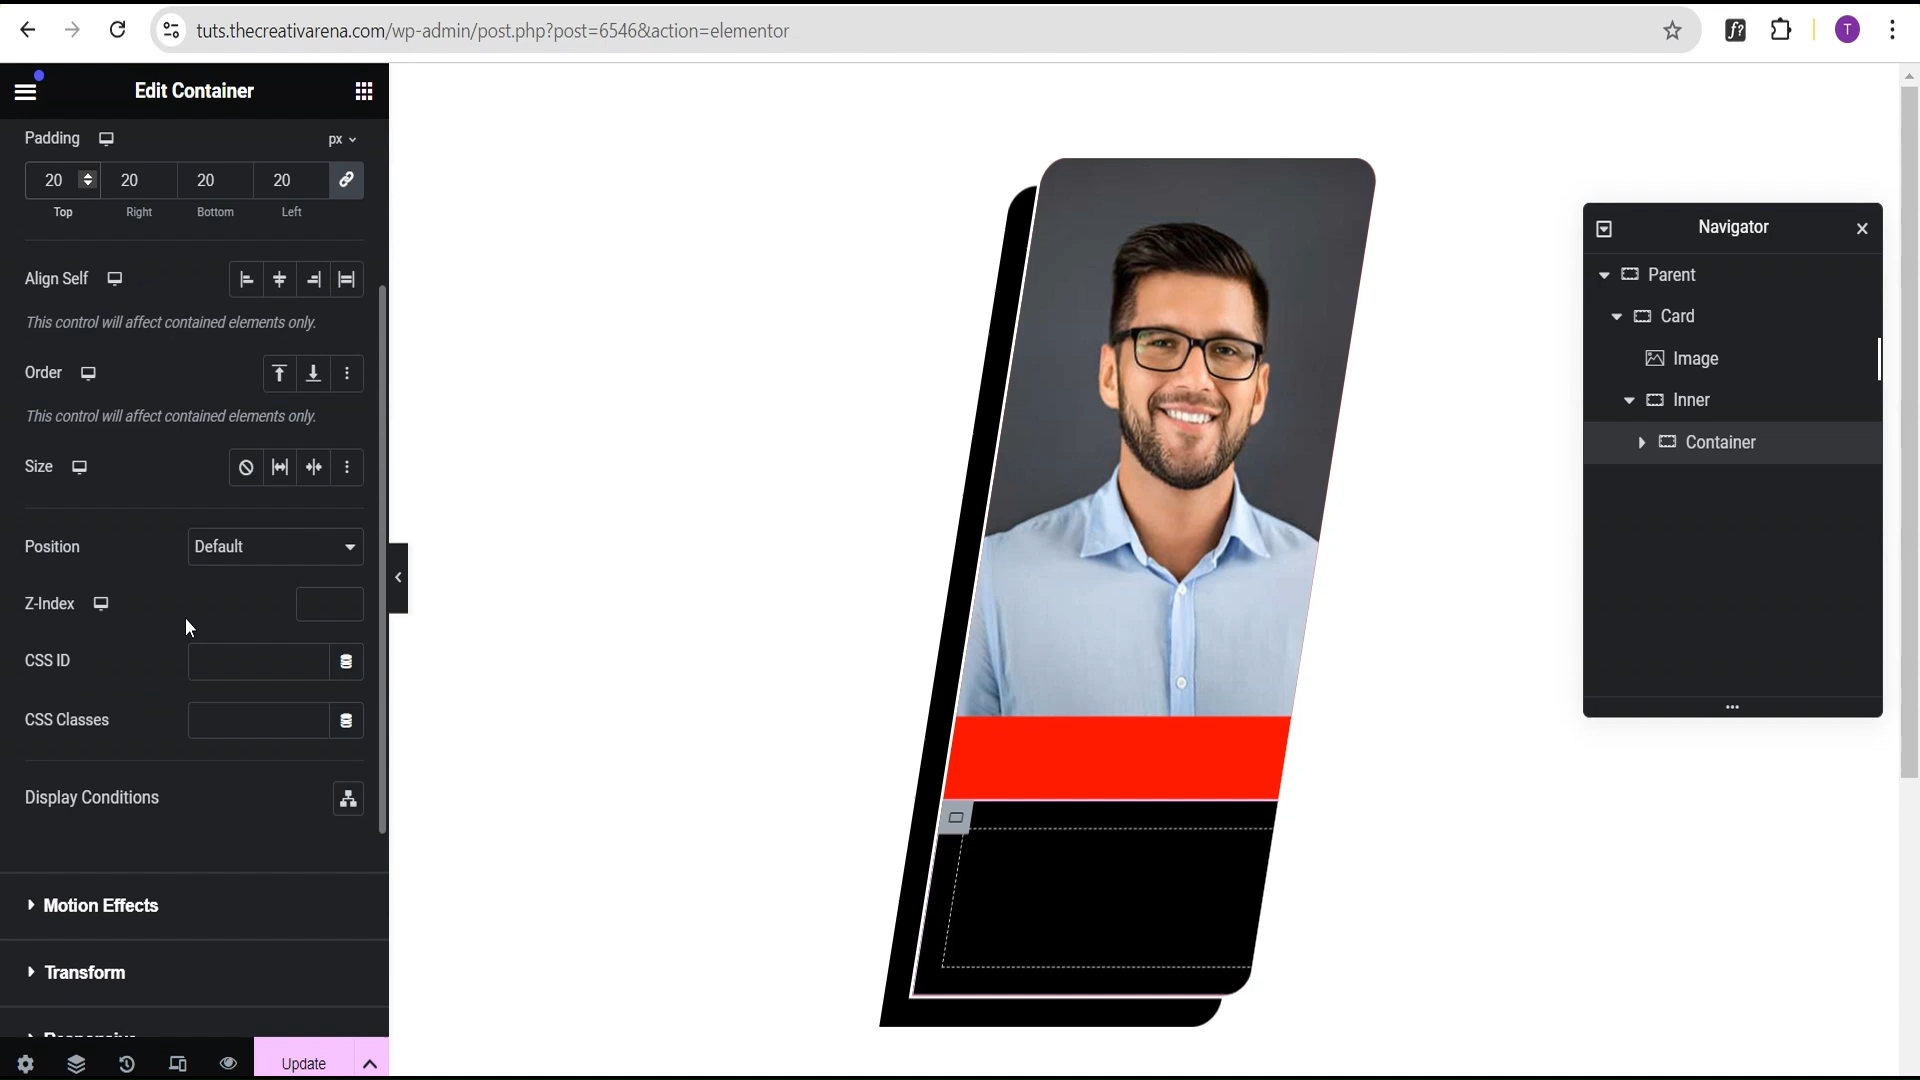 tuts.thecreativarena.com/wp-admin/post.php?post=6546&action=elementor
f?
T
Edit Container
Padding
px
20
20
20
20
Top
Right
Bottom
Left
Align Self
This control will affect contained elements only.
Order
This control will affect contained elements only.
Size
Position
Default
Z-Index
CSS ID
CSS Classes
Display Conditions
Motion Effects
Transform
Responsive
Update
Navigator
Parent
Card
Image
Inner
Container